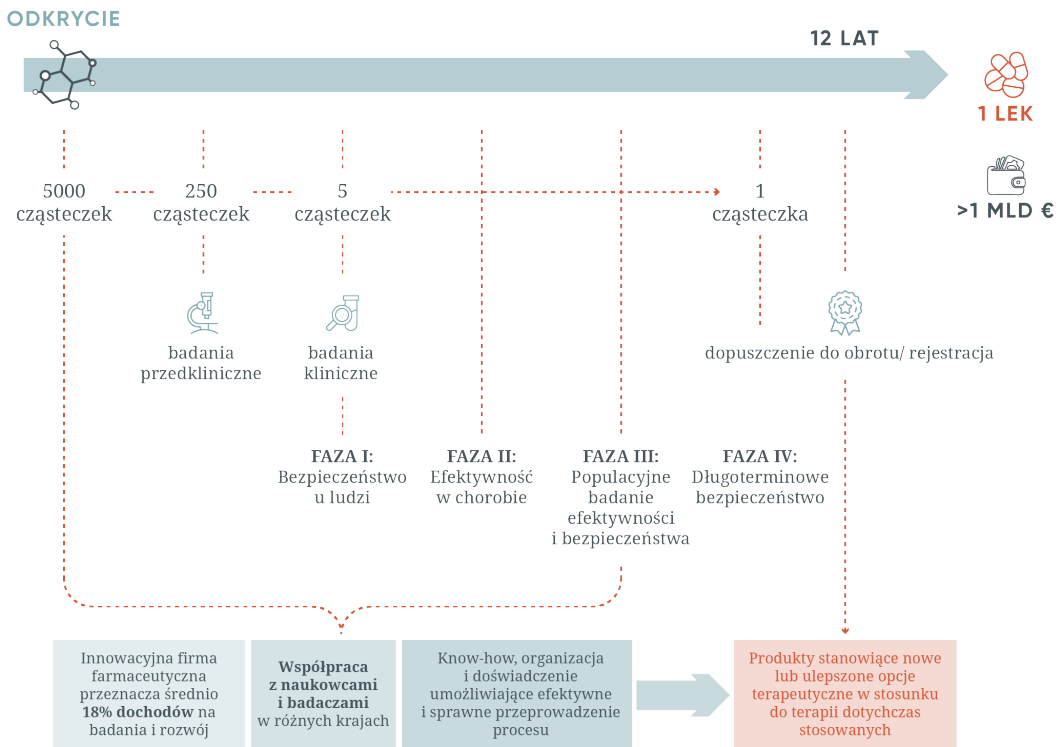 ODKRYCIE
12 LAT
1 LEK
>1 MLD €
5000
cząsteczek
250
cząsteczek
5
cząsteczek
1
cząsteczka
badania
przedkliniczne
badania
kliniczne
dopuszczenie do obrotu/ rejestracja
FAZA I:
Bezpieczeństwo
u ludzi
FAZA II:
Efektywność
w chorobie
FAZA III:
Populacyjne
badanie
efektywności
i bezpieczeństwa
FAZA IV:
Długoterminowe
bezpieczeństwo
Innowacyjna firma
farmaceutyczna
przeznacza średnio
18% dochodów na
badania i rozwój
Współpraca
z naukowcami
i badaczami
w różnych krajach
Know-how, organizacja
i doświadczenie
umożliwiające efektywne
i sprawne przeprowadzenie
procesu
Produkty stanowiące nowe
lub ulepszone opcje
terapeutyczne w stosunku
do terapii dotychczas
stosowanych